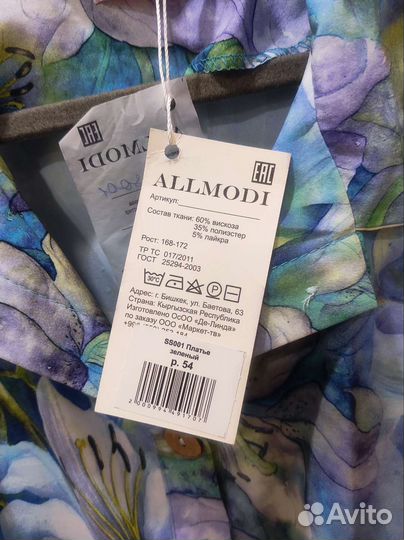 EAC
ALLMODI
EAC
ALLMODI
Артикул:
Состав ткани: 60% вискоза
35% полиэстер
5% лайкра
Рост: 168-172
ТР ТС 017/2011
ГОСТ 25294-2003
30°C
P
Адрес: г. Бишкек, ул. Баетова, 63
Страна: Кыргызская Республика
Изготовлено ОсОО «Де-Линда»
по заказу ООО «Маркет-тв»
SS001 Платье
зеленый
р. 54
Avito